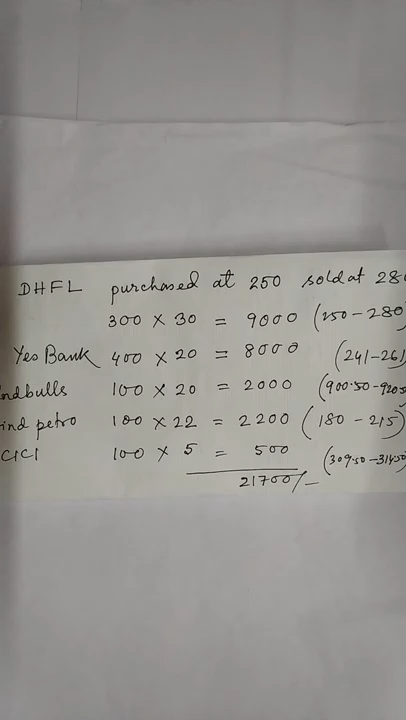 DHFL purchased at 250 sold at 280
300 × 30 = 9000 (250 - 280)
Yes Bank 400 × 20 = 8000 (241 - 261)
ndbulls 100 × 20 = 2000 (900.50 - 920.5
ind petro 100 × 22 = 2200 (180 - 215)
CICI 100 × 5 = 500 (309.50 - 314.50
21700/-